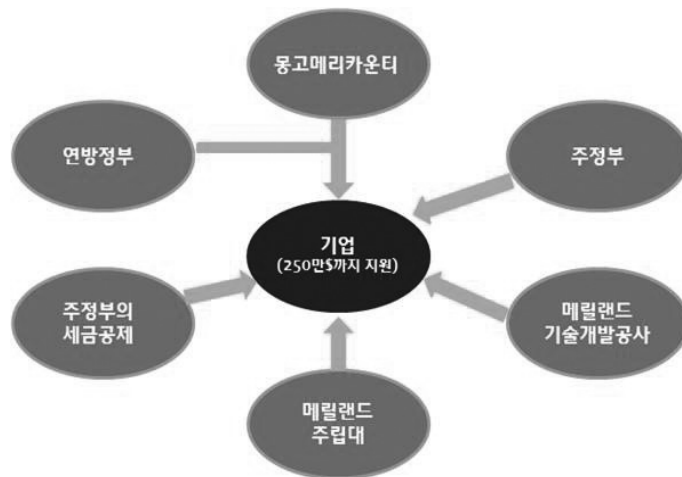 몽고메리카운티
연방정부
주정부
기업
(250만$까지 지원)
주정부의
세금공제
메릴랜드
기술개발공사
메릴랜드
주립대